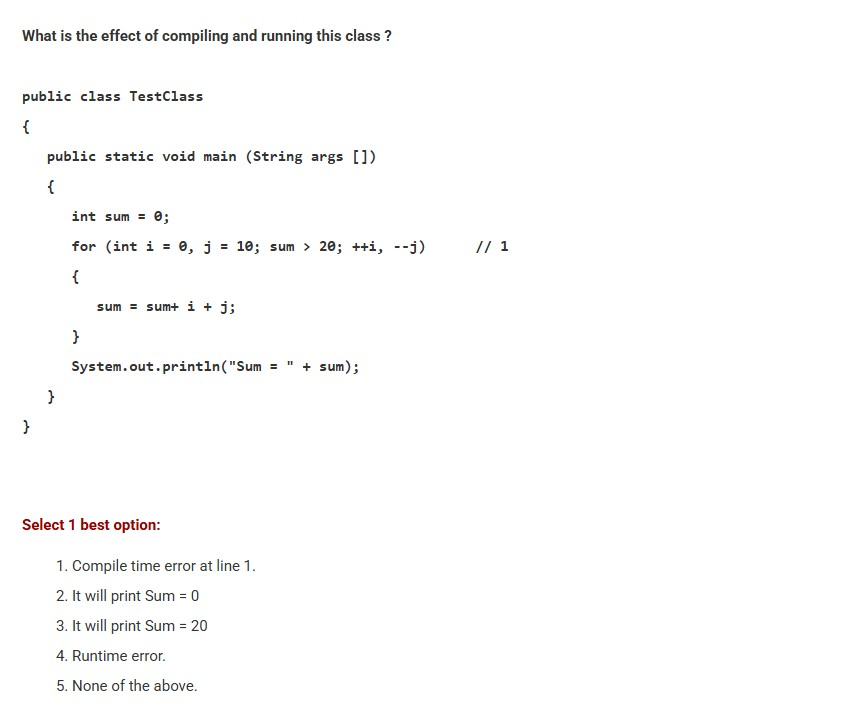 What is the effect of compiling and running this class ?
public class TestClass
{
public static void main (String args [])
{
int sum = 0;
for (int i = 0, j = 10; sum > 20; ++i, --j) // 1
{
sum = sum+ i + j;
}
System.out.println("Sum = " + sum);
}
}
Select 1 best option:
1. Compile time error at line 1.
2. It will print Sum = 0
3. It will print Sum = 20
4. Runtime error.
5. None of the above.